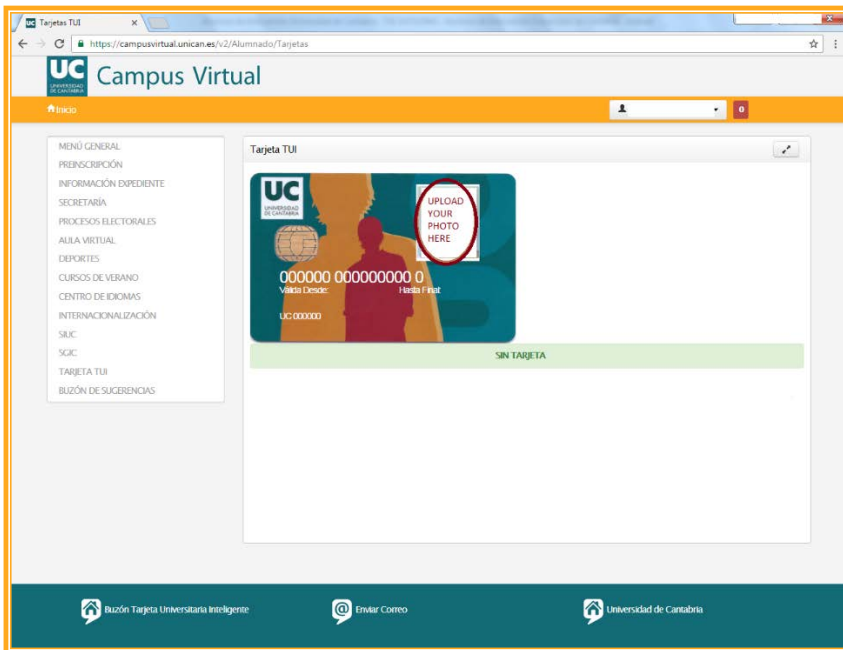 Tarjetas TUI
https://campusvirtual.unican.es/v2/Alumnado/Tarjetas
UC
UNIVERSIDAD
DE CANTABRIA
Campus Virtual
Inicio
0
MENÚ GENERAL
PREINSCRIPCIÓN
INFORMACIÓN EXPEDIENTE
SECRETARÍA
PROCESOS ELECTORALES
AULA VIRTUAL
DEPORTES
CURSOS DE VERANO
CENTRO DE IDIOMAS
INTERNACIONALIZACIÓN
SIUC
SGIC
TARJETA TUI
BUZÓN DE SUGERENCIAS
Tarjeta TUI
UC
UNIVERSIDAD
DE CANTABRIA
UPLOAD
YOUR
PHOTO
HERE
000000 000000000 0
Válida Desde: Hasta Final:
UC 000000
SIN TARJETA
Buzón Tarjeta Universitaria Inteligente
Enviar Correo
Universidad de Cantabria